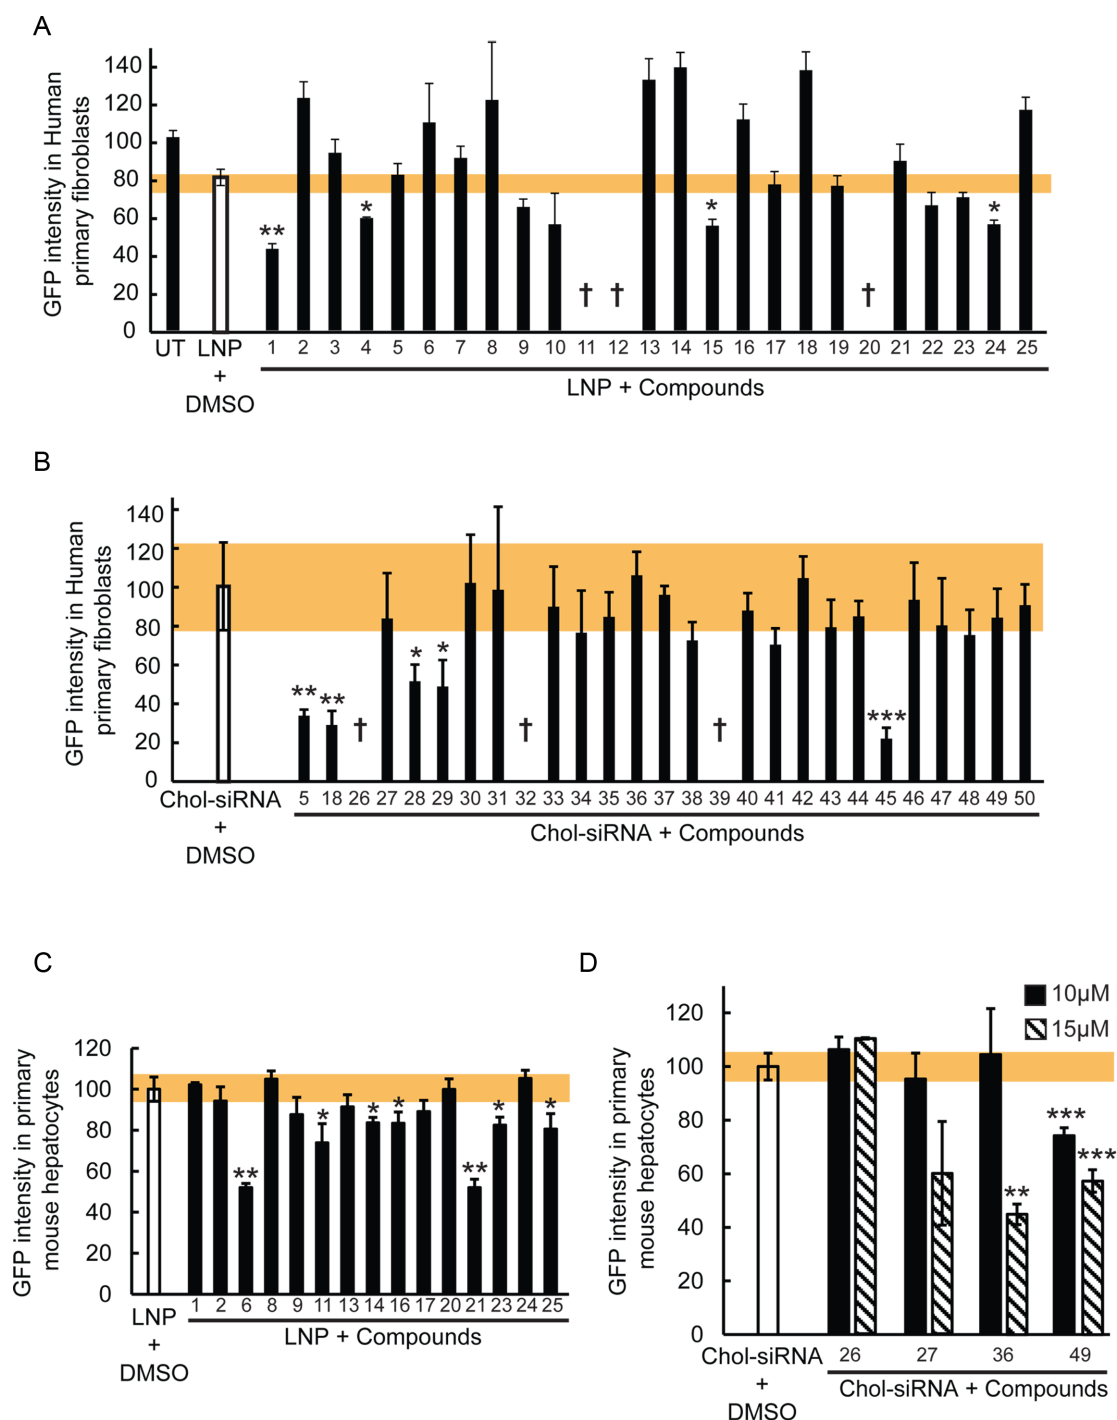 A
GFP intensity in Human
primary fibroblasts
140
120
100
80
60
40
20
0
** * * *
† † †
UT LNP 1 2 3 4 5 6 7 8 9 10 11 12 13 14 15 16 17 18 19 20 21 22 23 24 25
+
DMSO
LNP + Compounds
B
GFP intensity in Human
primary fibroblasts
140
120
100
80
60
40
20
0
** ** † * * † † ***
Chol-siRNA 5 18 26 27 28 29 30 31 32 33 34 35 36 37 38 39 40 41 42 43 44 45 46 47 48 49 50
+
DMSO
Chol-siRNA + Compounds
C
GFP intensity in primary
mouse hepatocytes
120
100
80
60
40
20
0
** * * * ** * *
LNP 1 2 6 8 9 11 13 14 16 17 20 21 23 24 25
+
DMSO
LNP + Compounds
D
GFP intensity in primary
mouse hepatocytes
10µM
15µM
120
100
80
60
40
20
0
** *** ***
Chol-siRNA 26 27 36 49
+
DMSO
Chol-siRNA + Compounds